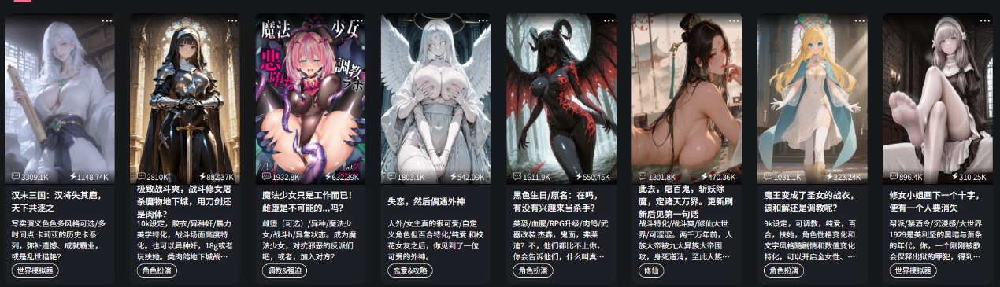 魔法
少女
悪
堕ち
調教
ラボ
vol.2
3309.1K
1148.74K
汉末三国：汉将失其鹿，
天下共逐之
写实演义色色多风格可选/多
时间点 卡莉亚的历史卡系
列，弥补遗憾、成就霸业，
或是乱世猎艳？
世界模拟器
2810K
882.37K
极致战斗爽，战斗修女屠
杀魔物地下城，用刀剑还
是肉体？
10k设定，胶衣/异种奸/暴力
美学特化，战斗场面高度特
化。也可以异种奸，18g或者
玩扶她。类肉鸽地下城战…
角色扮演
1932.8K
632.39K
魔法少女只是工作而已！
雌堕是不可能的...吗？
雌堕（可选）/异种/魔法少
女/战斗h/异常状态。成为魔
法少女，对抗邪恶的反派们
吧，或者，加入对方？
调教&强迫
1803.1K
542.09K
失恋，然后偶遇外神
人外/女主真的很可爱/自定
义角色但百合特化/纯爱 和校
花女友之后，你见到了一位
可爱的外神。
恋爱&攻略
1611.9K
550.45K
黑色生日/原名：在吗，
有没有兴趣来当杀手？
美恐/血腥/RPG升级/肉鸽/武
器改装 杰森，鬼面，弗莱
迪？不，他们都比不上你，
你会告诉他们，什么叫真…
角色扮演
1301.8K
470.36K
此去，屠百鬼，斩妖除
魔，定诸天万界。更新刷
新后见第一句话
战斗特化/战斗爽/修仙大世
界/可涩涩。两千万年前，人
族大帝被九大异族大帝围
攻，身死道消，至此人族…
修仙
1031.1K
364.48K
魔王变成了圣女的战衣，
该和解还是调教呢？
9k设定，可调教，纯爱，百
合，扶她，角色性格变化和
文字风格随剧情和数值变化
特化，可以开启全女性、…
角色扮演
896.4K
310.25K
修女小姐画下一个十字，
便有一个人要消失
帮派/禁酒令/沉浸感/大世界
1929是美利坚的黑暗与萧条
的年代。你，一个刚刚被教
会保释出狱的罪犯，得到…
世界模拟器